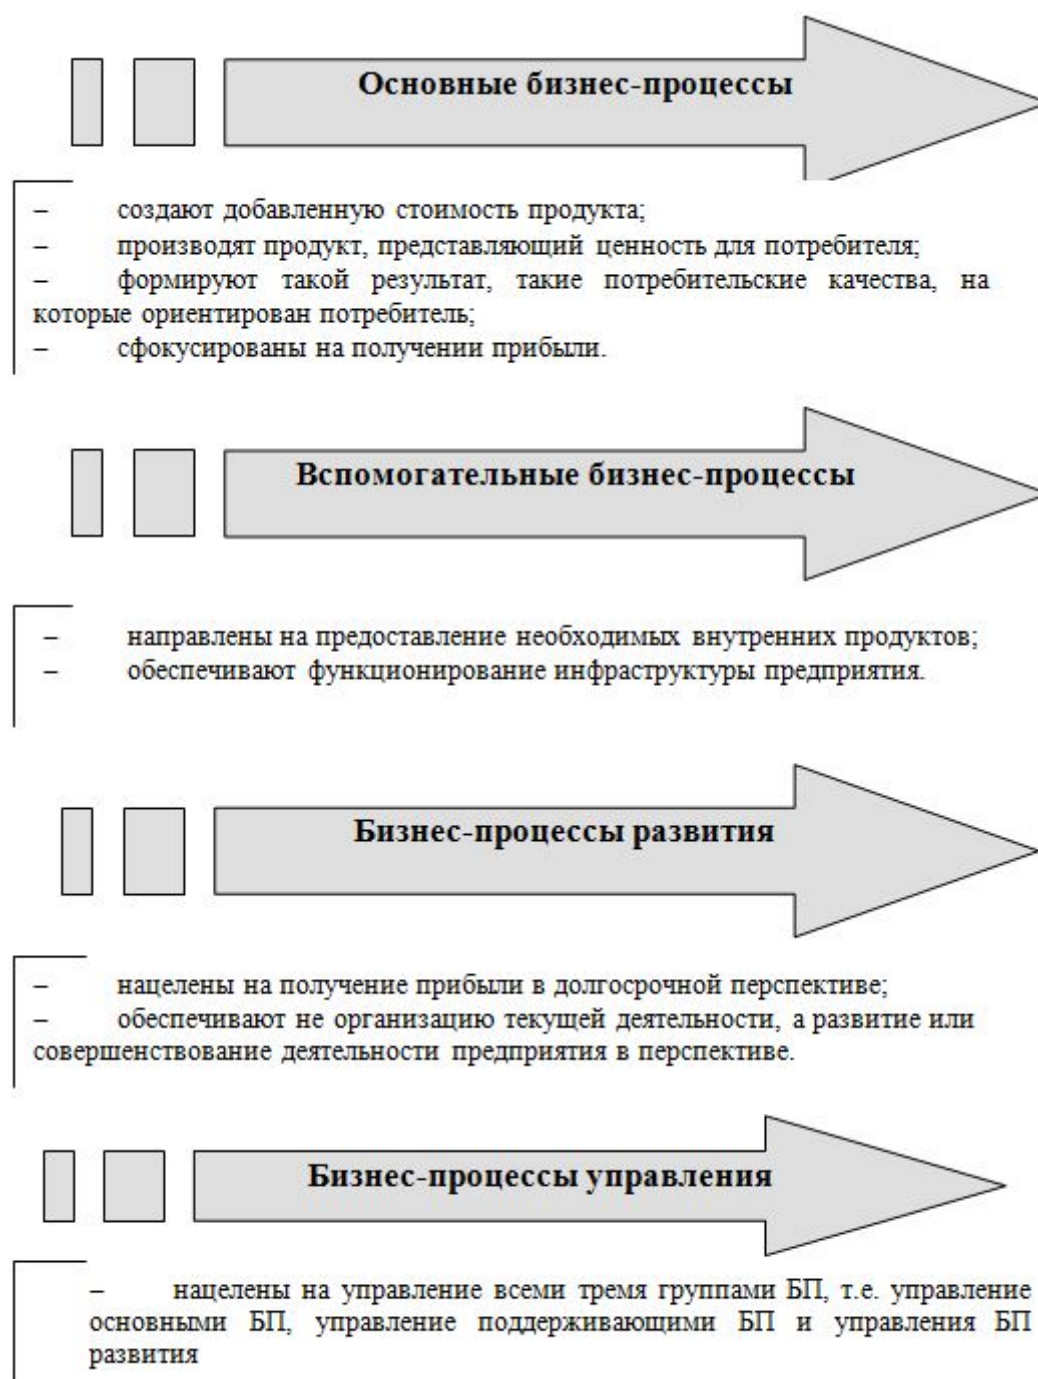 Основные бизнес-процессы
– создают добавленную стоимость продукта;
– производят продукт, представляющий ценность для потребителя;
– формируют такой результат, такие потребительские качества, на
которые ориентирован потребитель;
– сфокусированы на получении прибыли.
Вспомогательные бизнес-процессы
– направлены на предоставление необходимых внутренних продуктов;
– обеспечивают функционирование инфраструктуры предприятия.
Бизнес-процессы развития
– нацелены на получение прибыли в долгосрочной перспективе;
– обеспечивают не организацию текущей деятельности, а развитие или
совершенствование деятельности предприятия в перспективе.
Бизнес-процессы управления
– нацелены на управление всеми тремя группами БП, т.е. управление
основными БП, управление поддерживающими БП и управления БП
развития